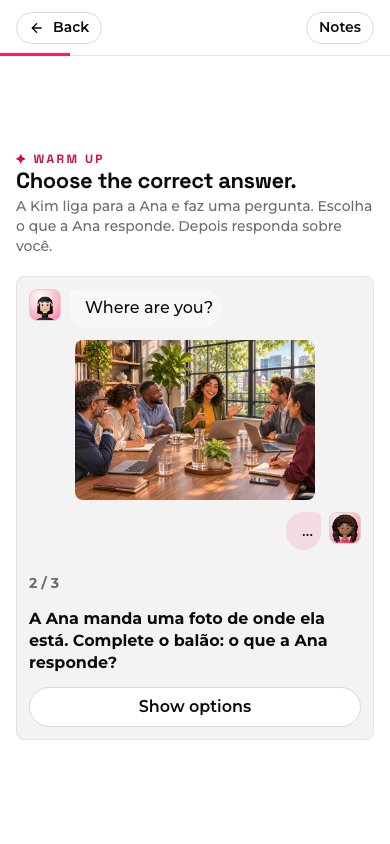 Back
Notes
WARM UP
Choose the correct answer.
A Kim liga para a Ana e faz uma pergunta. Escolha
o que a Ana responde. Depois responda sobre
você.
Where are you?
...
2 / 3
A Ana manda uma foto de onde ela
está. Complete o balão: o que a Ana
responde?
Show options